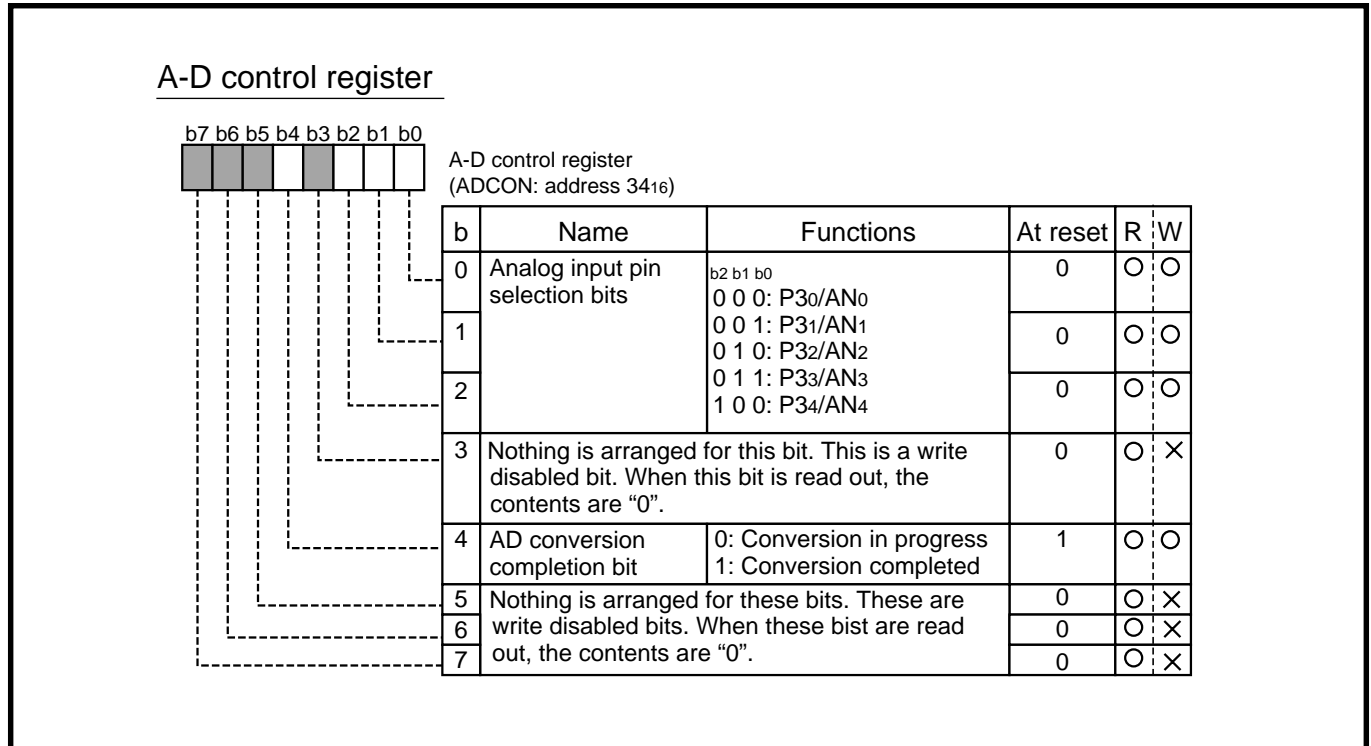 A-D control register
b7 b6 b5 b4 b3 b2 b1 b0
A-D control register
(ADCON: address 3416)
b Name Functions At reset R W
0 Analog input pin selection bits b2 b1 b0 0 O O
0 0 0: P30/AN0
0 0 1: P31/AN1
1 0 O O
0 1 0: P32/AN2
0 1 1: P33/AN3
2 0 O O
1 0 0: P34/AN4
3 Nothing is arranged for this bit. This is a write 0 O ×
disabled bit. When this bit is read out, the
contents are “0”.
4 AD conversion 0: Conversion in progress 1 O O
completion bit 1: Conversion completed
5 Nothing is arranged for these bits. These are 0 O ×
6 write disabled bits. When these bist are read 0 O ×
7 out, the contents are “0”. 0 O ×